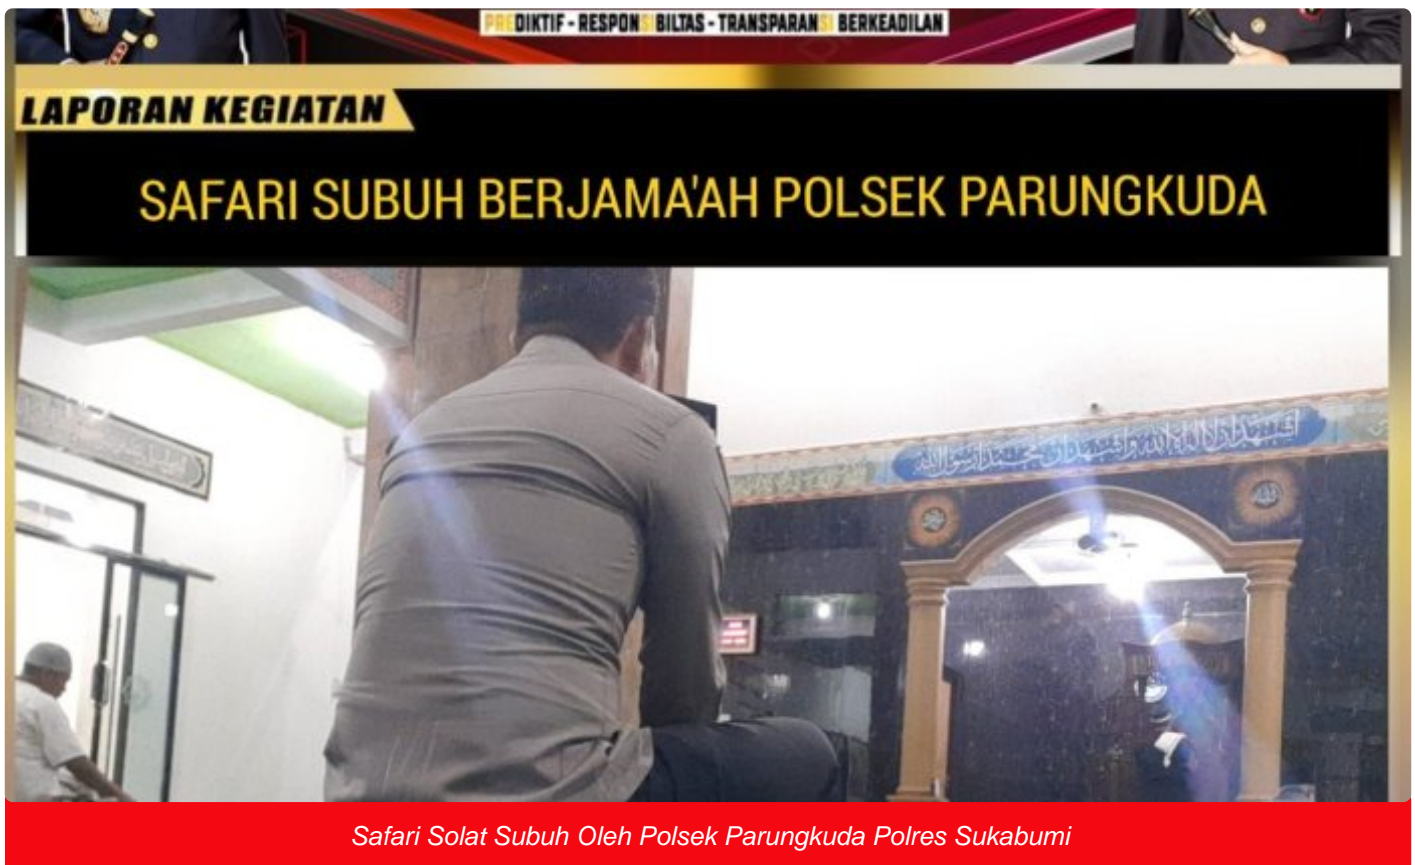 PREDIKTIF - RESPONSIBILTAS - TRANSPARANSI BERKEADILAN
LAPORAN KEGIATAN
SAFARI SUBUH BERJAMA'AH POLSEK PARUNGKUDA
Safari Solat Subuh Oleh Polsek Parungkuda Polres Sukabumi